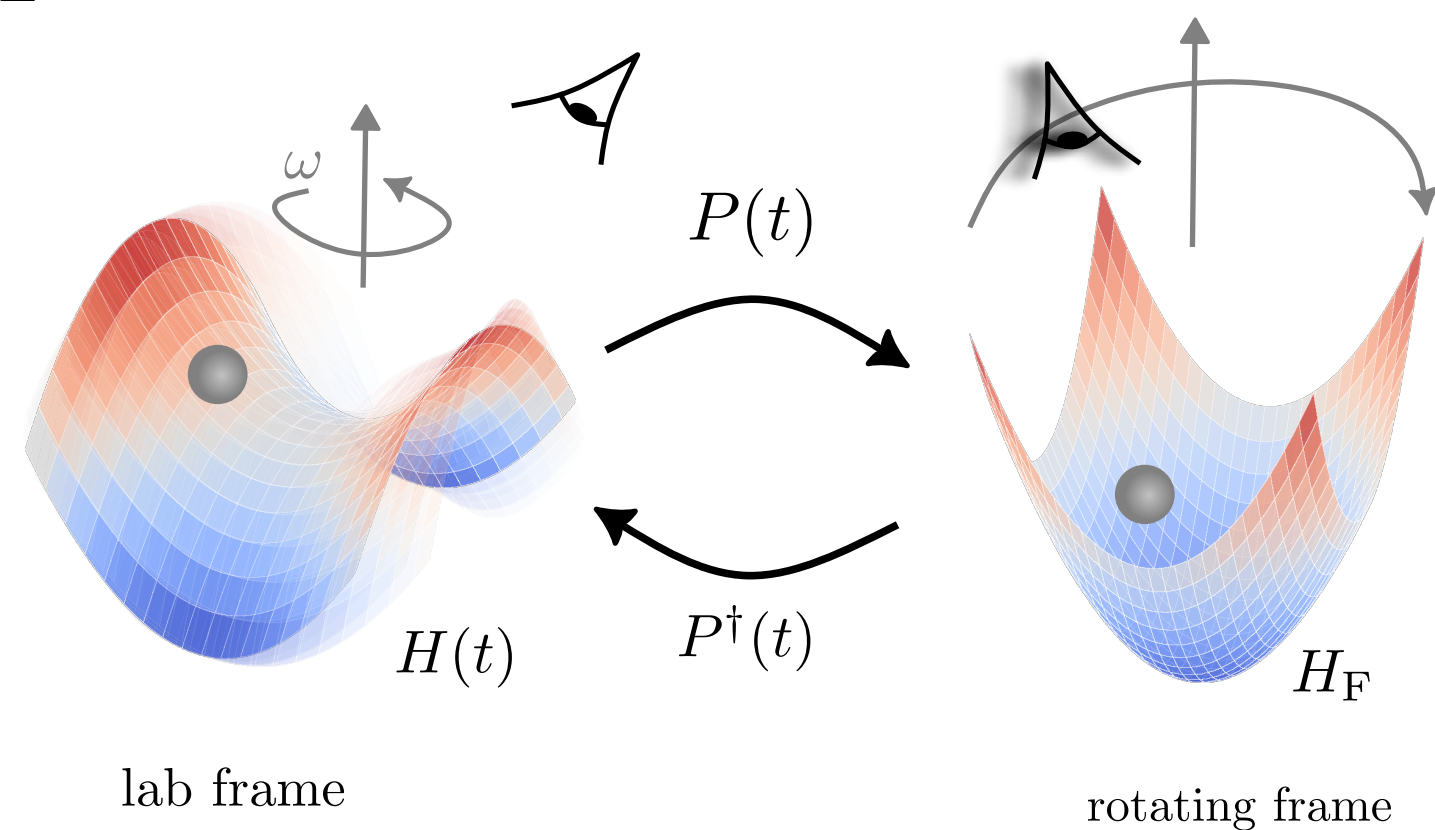 ω
P(t)
P†(t)
H(t)
H_F
lab frame
rotating frame